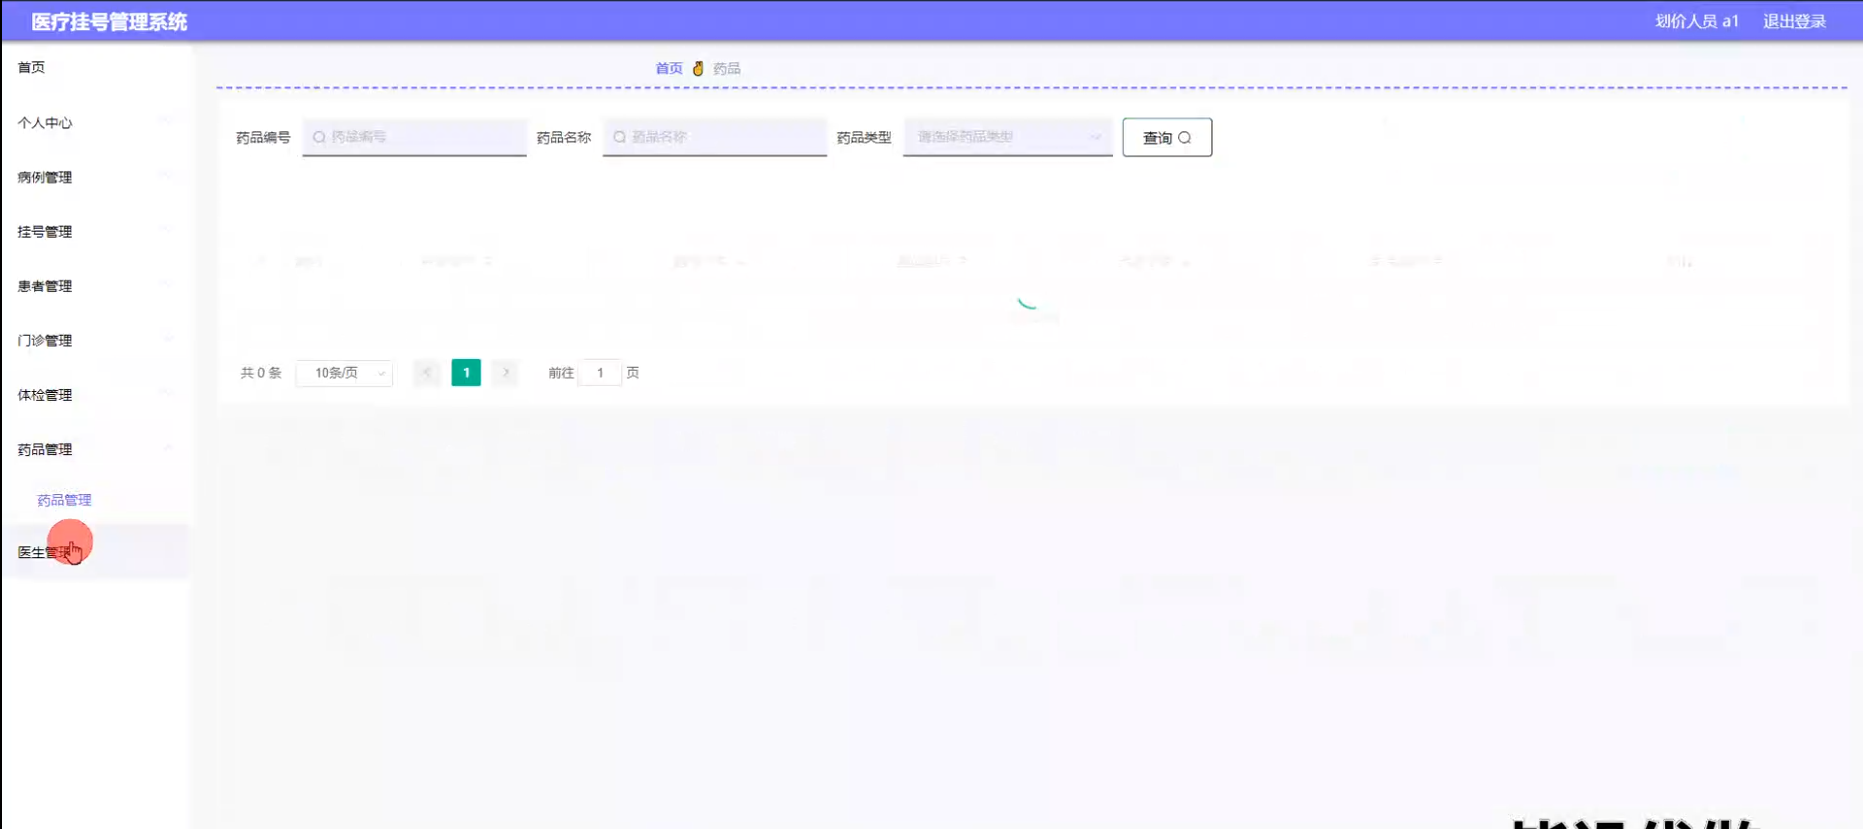 医疗挂号管理系统 划价人员 a1 退出登录
首页
首页 药品
个人中心
药品编号 药品编号 药品名称 药品名称 药品类型 请选择药品类型 查询
病例管理
挂号管理
患者管理
门诊管理
共 0 条 10条/页 1 前往 1 页
体检管理
药品管理
药品管理
医生管理